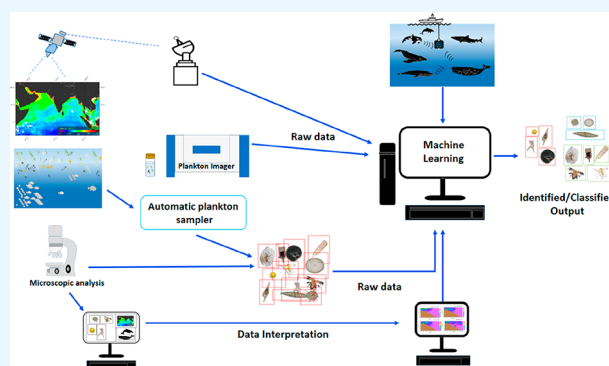 Raw data
Plankton Imager
Machine
Learning
Identified/Classifie
Output
Automatic plankton
sampler
Microscopic analysis
Raw data
Data Interpretation